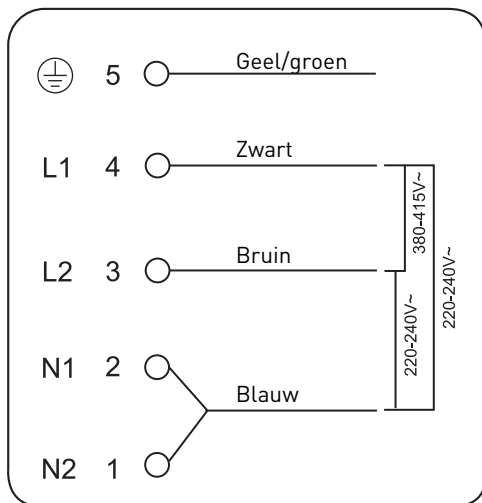 5 Geel/groen
L1 4 Zwart
L2 3 Bruin
N1 2
Blauw
N2 1
380-415V~
220-240V~
220-240V~